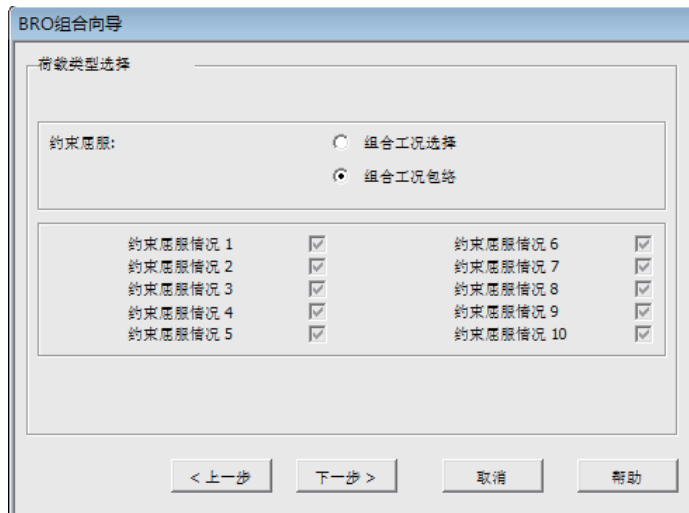 BRO组合向导
荷载类型选择
约束屈服:
组合工况选择
组合工况包络
约束屈服情况 1
约束屈服情况 6
约束屈服情况 2
约束屈服情况 7
约束屈服情况 3
约束屈服情况 8
约束屈服情况 4
约束屈服情况 9
约束屈服情况 5
约束屈服情况 10
< 上一步
下一步 >
取消
帮助